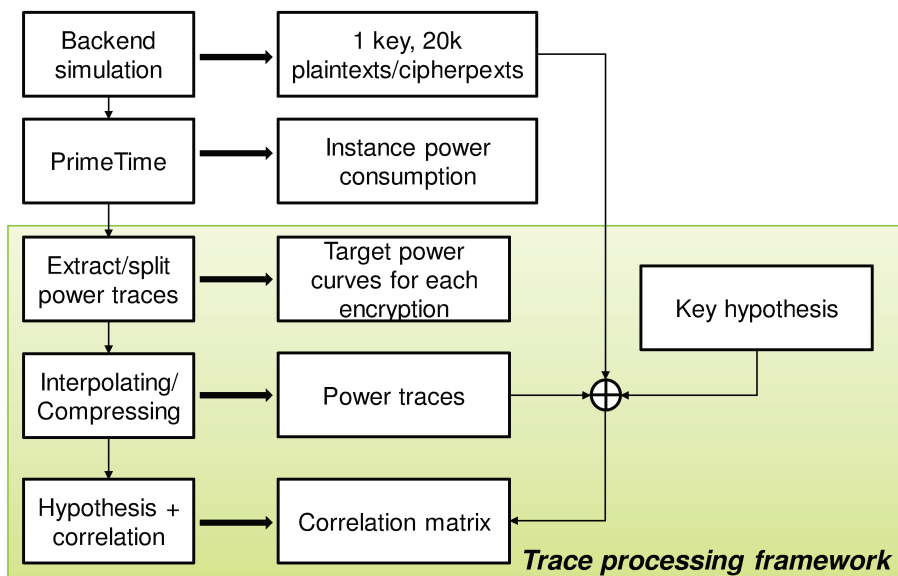 Backend
simulation
1 key, 20k
plaintexts/cipherpexts
PrimeTime
Instance power
consumption
Extract/split
power traces
Target power
curves for each
encryption
Key hypothesis
Interpolating/
Compressing
Power traces
Hypothesis +
correlation
Correlation matrix
Trace processing framework